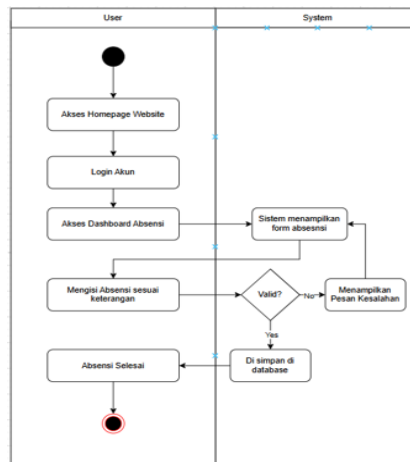 User
System
Akses Homepage Website
Login Akun
Akses Dashboard Absensi
Sistem menampilkan
form absesnsi
Mengisi Absensi sesuai
keterangan
Valid?
No
Menampilkan
Pesan Kesalahan
Yes
Absensi Selesai
Di simpan di
database